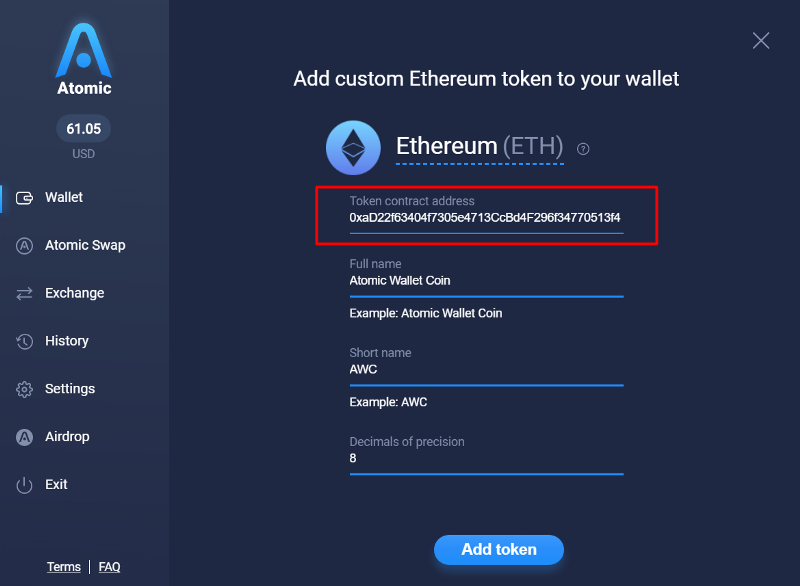 Atomic
61.05
USD
Wallet
Atomic Swap
Exchange
History
Settings
Airdrop
Exit
Terms | FAQ
Add custom Ethereum token to your wallet
Ethereum (ETH) ?
Token contract address
0xaD22f63404f7305e4713CcBd4F296f34770513f4
Full name
Atomic Wallet Coin
Example: Atomic Wallet Coin
Short name
AWC
Example: AWC
Decimals of precision
8
Add token